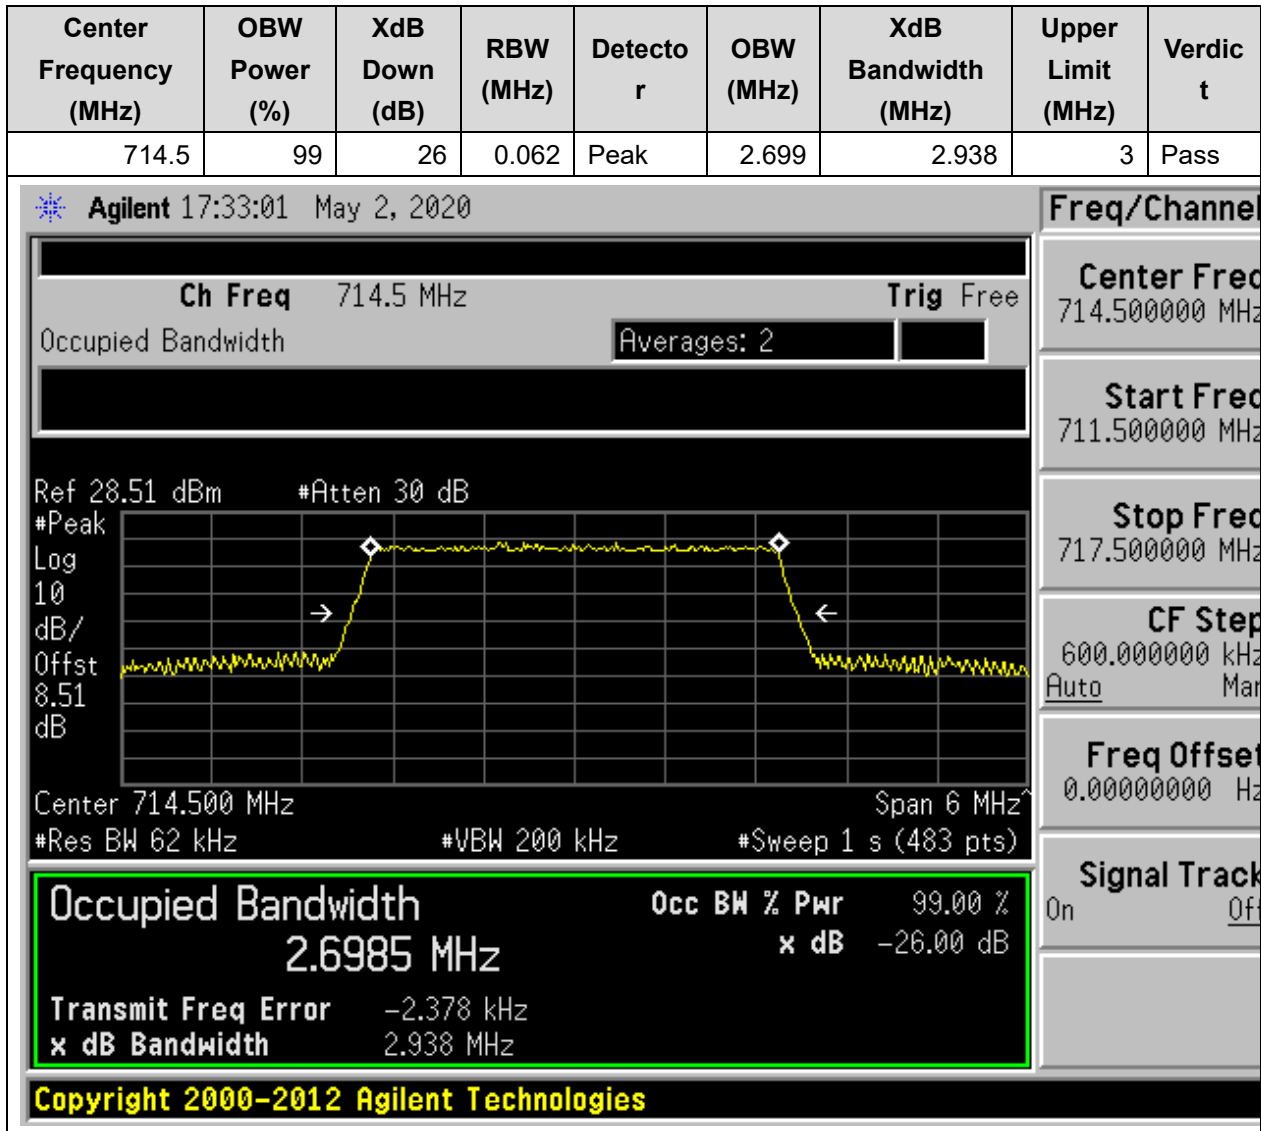 Center Frequency (MHz) OBW Power (%) XdB Down (dB) RBW (MHz) Detecto r OBW (MHz) XdB Bandwidth (MHz) Upper Limit (MHz) Verdic t
714.5 99 26 0.062 Peak 2.699 2.938 3 Pass
Agilent 17:33:01 May 2, 2020
Freq/Channel
Ch Freq 714.5 MHz Trig Free
Occupied Bandwidth Averages: 2
Center Freq
714.500000 MHz
Start Freq
711.500000 MHz
Stop Freq
717.500000 MHz
CF Step
600.000000 kHz
Auto Man
Freq Offset
0.00000000 Hz
Signal Track
On Off
Ref 28.51 dBm #Atten 30 dB
#Peak
Log
10
dB/
Offst
8.51
dB
Center 714.500 MHz Span 6 MHz^
#Res BW 62 kHz #VBW 200 kHz #Sweep 1 s (483 pts)
Occupied Bandwidth Occ BW % Pwr 99.00 %
2.6985 MHz x dB -26.00 dB
Transmit Freq Error -2.378 kHz
x dB Bandwidth 2.938 MHz
Copyright 2000-2012 Agilent Technologies